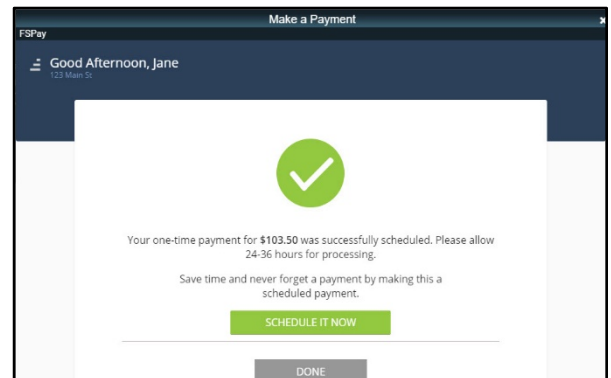 Make a Payment
x
FSPay
Good Afternoon, Jane
123 Main St
Your one-time payment for $103.50 was successfully scheduled. Please allow
24-36 hours for processing.
Save time and never forget a payment by making this a
scheduled payment.
SCHEDULE IT NOW
DONE